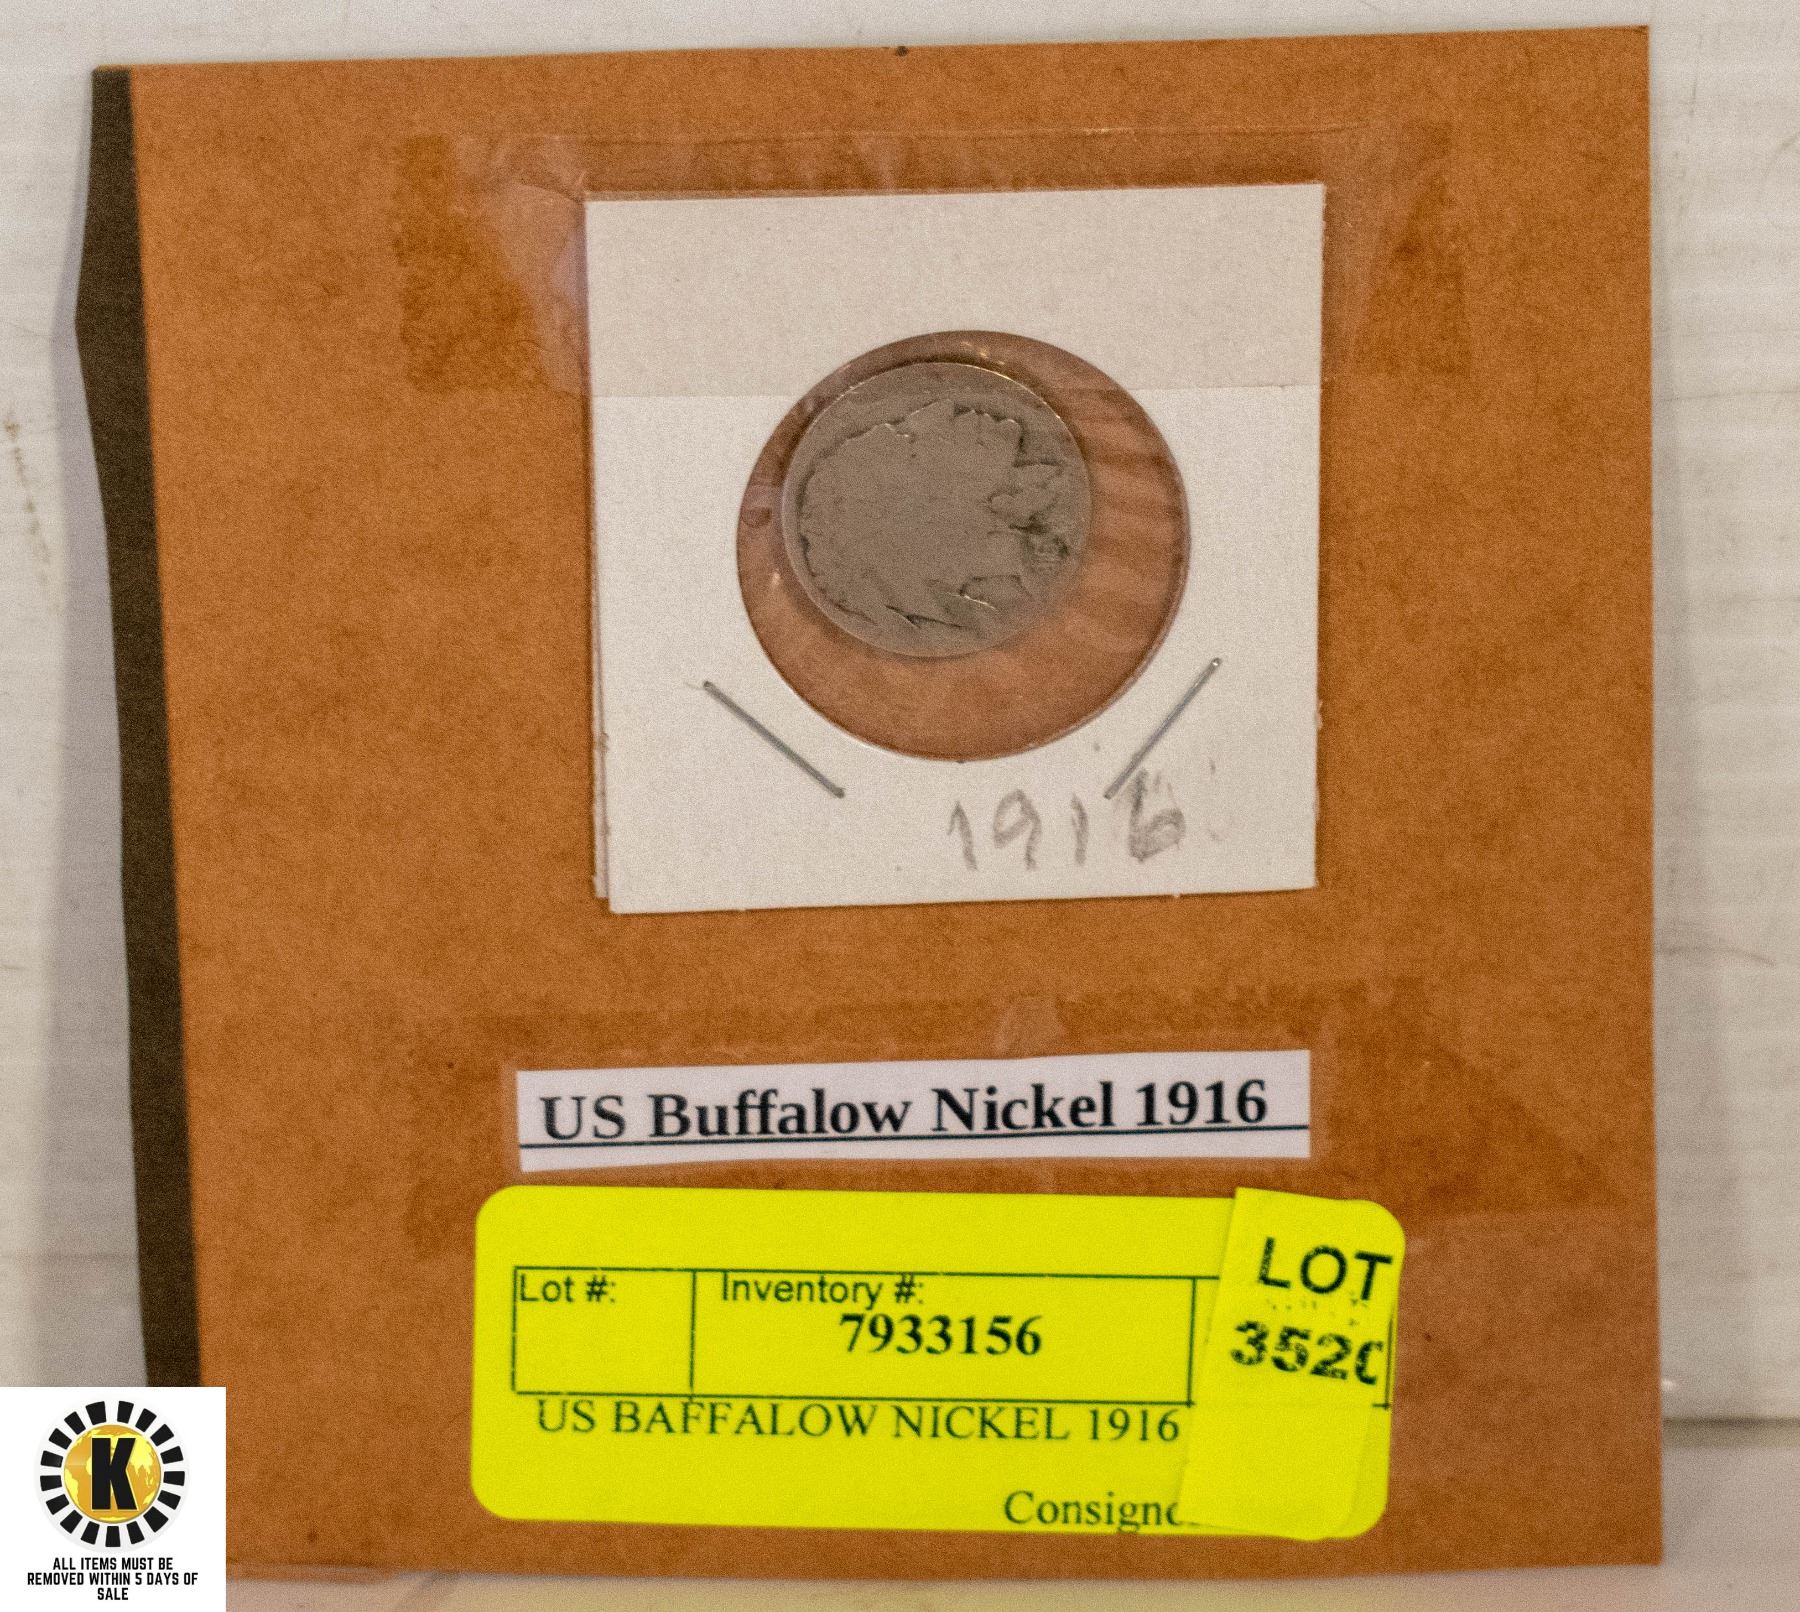 1916
US Buffalow Nickel 1916
Lot #:
Inventory #:
7933156
LOT
352
US BAFFALOW NICKEL 1916
Consign
K
ALL ITEMS MUST BE
REMOVED WITHIN 5 DAYS OF
SALE